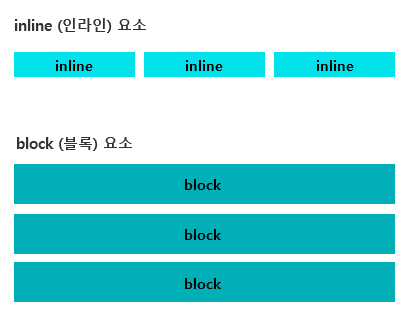 inline (인라인) 요소
inline inline inline
block (블록) 요소
block
block
block